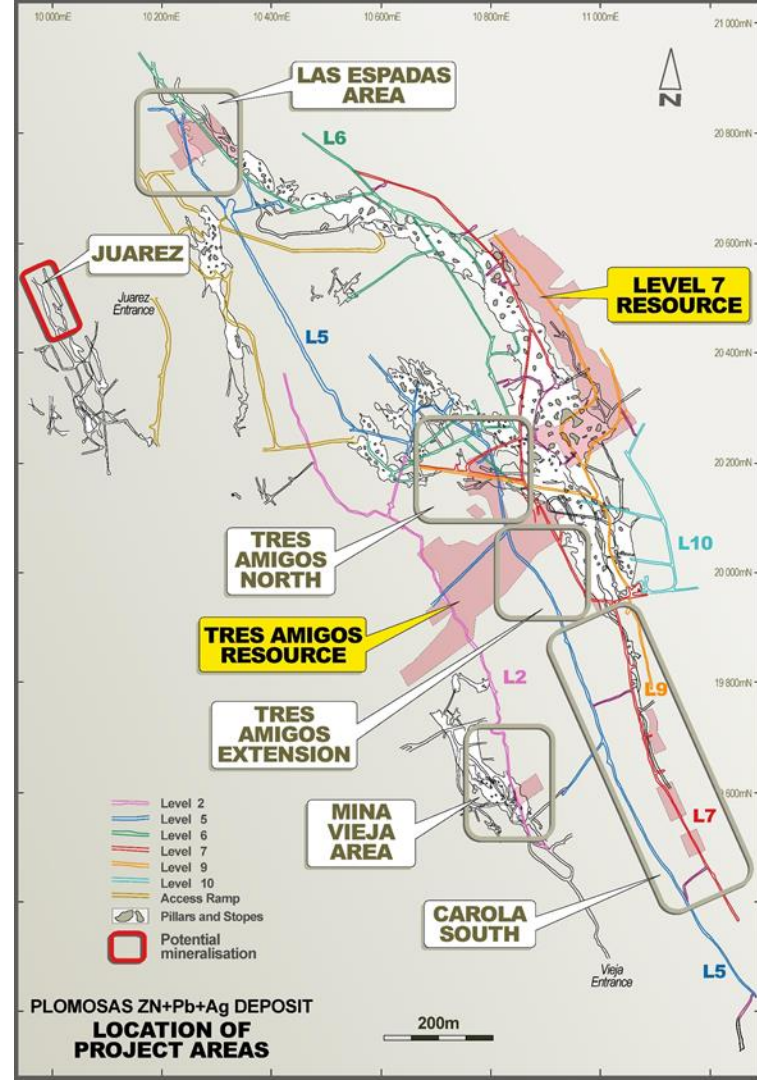 10 000mE
10 200mE
10 400mE
10 600mE
10 800mE
11 000mE
21 000mN
N
LAS ESPADAS
AREA
L6
20 800mN
JUAREZ
20 600mN
Juarez
Entrance
LEVEL 7
RESOURCE
L5
20 400mN
20 200mN
TRES
AMIGOS
NORTH
L10
20 000mN
TRES AMIGOS
RESOURCE
L2
L9
19 800mN
TRES
AMIGOS
EXTENSION
MINA
VIEJA
AREA
600mN
L7
CAROLA
SOUTH
L5
Vieja
Entrance
Level 2
Level 5
Level 6
Level 7
Level 9
Level 10
Access Ramp
Pillars and Stopes
Potential
mineralisation
PLOMOSAS ZN+Pb+Ag DEPOSIT
LOCATION OF
PROJECT AREAS
200m